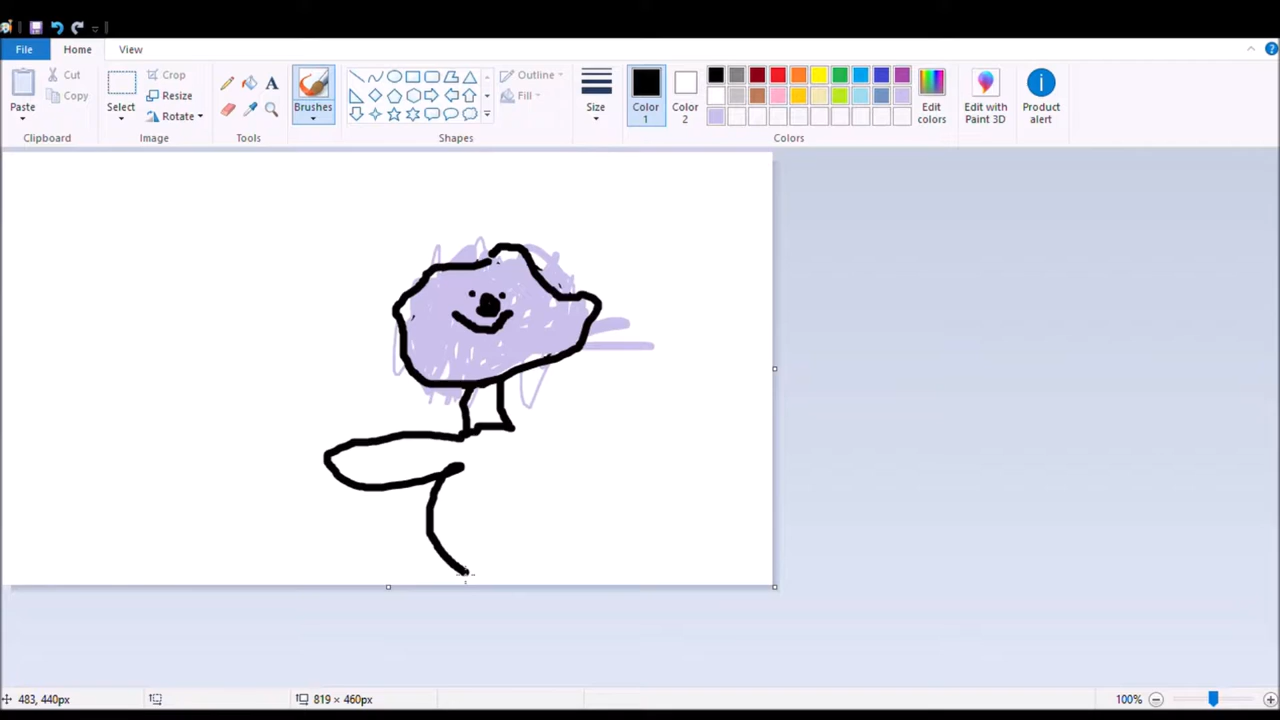 File Home View
Cut Crop Outline
Copy Resize Fill Edit with Product
Paste Select Rotate Brushes Size Color Color Edit
1 2 colors Paint 3D alert
Clipboard Image Tools Shapes Colors
483, 440px 819 × 460px 100%